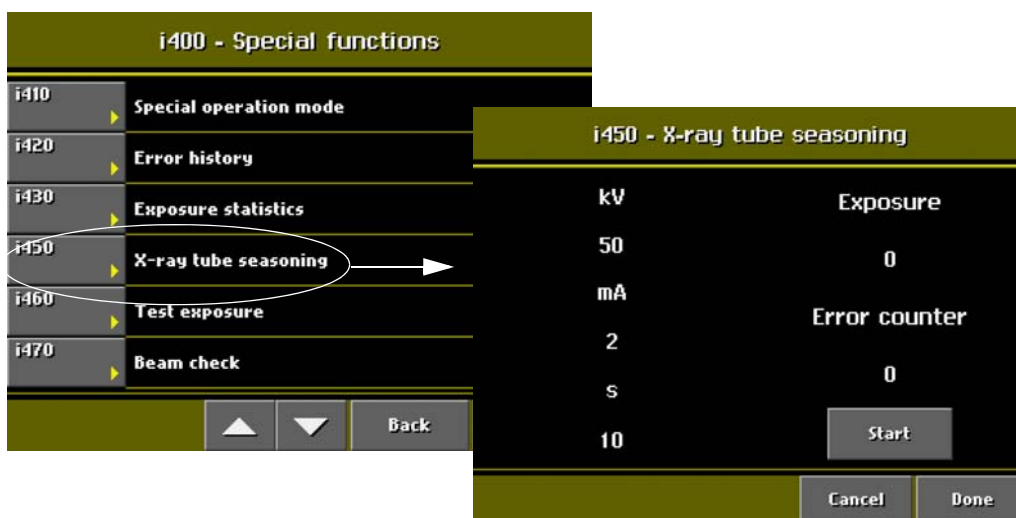 i400 - Special functions
i410
Special operation mode
i420
Error history
i430
Exposure statistics
i450
X-ray tube seasoning
i460
Test exposure
i470
Beam check
Back
i450 - X-ray tube seasoning
kV
Exposure
50
0
mA
Error counter
2
0
s
10
Start
Cancel
Done